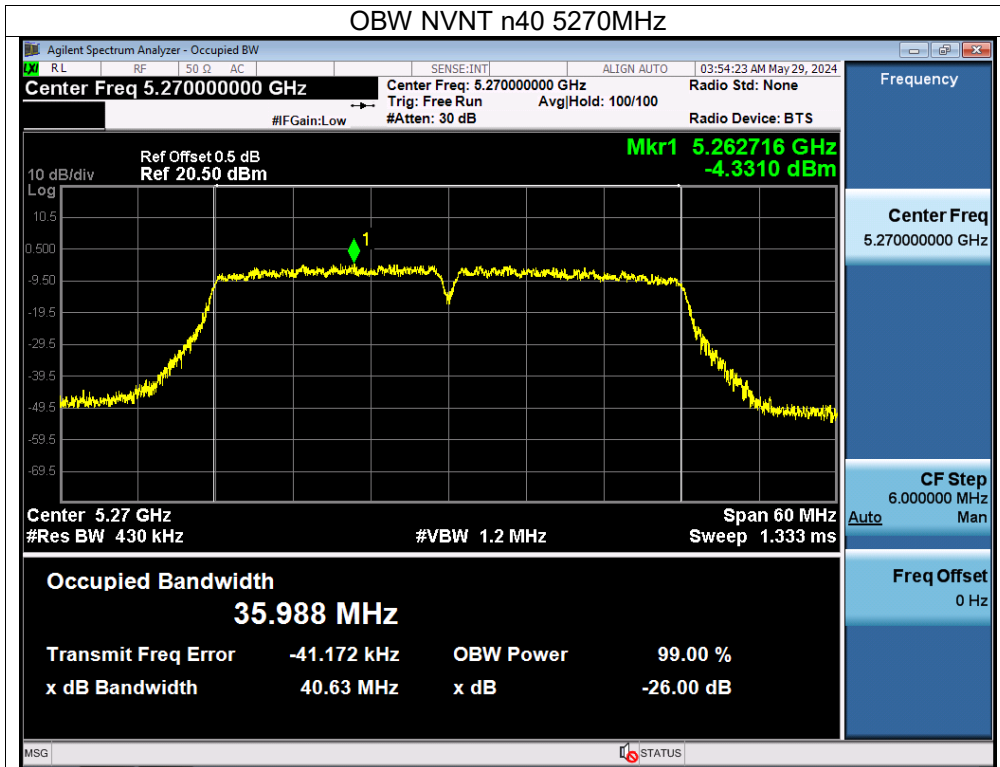 OBW NVNT n40 5270MHz
Agilent Spectrum Analyzer - Occupied BW
LXI RL RF 50 Ω AC SENSE:INT ALIGN AUTO 03:54:23 AM May 29, 2024
Center Freq 5.270000000 GHz
Center Freq: 5.270000000 GHz
Radio Std: None
Trig: Free Run Avg|Hold: 100/100
#IFGain:Low #Atten: 30 dB Radio Device: BTS
Frequency
Mkr1 5.262716 GHz
-4.3310 dBm
Ref Offset 0.5 dB
10 dB/div Ref 20.50 dBm
Log
10.5
0.500
-9.50
-19.5
-29.5
-39.5
-49.5
-59.5
-69.5
1
Center Freq
5.270000000 GHz
Center 5.27 GHz Span 60 MHz
#Res BW 430 kHz #VBW 1.2 MHz Sweep 1.333 ms
CF Step
6.000000 MHz
Auto Man
Occupied Bandwidth
35.988 MHz
Transmit Freq Error -41.172 kHz OBW Power 99.00 %
x dB Bandwidth 40.63 MHz x dB -26.00 dB
Freq Offset
0 Hz
MSG STATUS